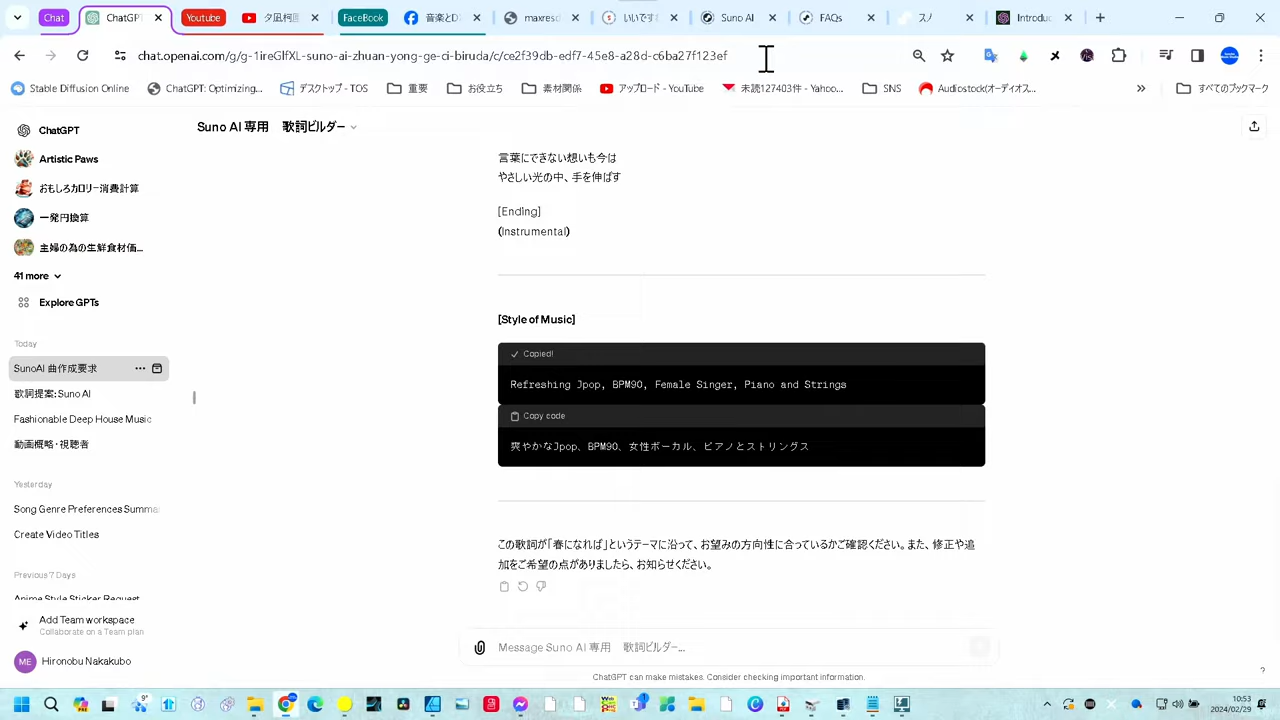 Chat
ChatGP
Youtube
夕凪柯
FaceBook
音楽と
maxreso
Suno AI
FAQs
Introduc
chat.openai.com/g/g-1ireGlfXL-suno-ai-zhuan-yong-ge-ci-biruda/c/ce2f39db-edf7-45e8-a28d-c6ba27f123ef
Stable Diffusion Online
ChatGPT: Optimizing...
デスクトップ - TOS
重要
お役立ち
素材関係
アップロード - YouTube
未読127403件 - Yahoo...
SNS
Audiostock(オーディオス...
すべてのブックマーク
ChatGPT
Artistic Paws
おもしろカロリー消費計算
一発円換算
主婦の為の生鮮食材価...
41 more
Explore GPTs
Today
SunoAI 曲作成要求
歌詞提案: Suno AI
Fashionable Deep House Music
動画概略・視聴者
Yesterday
Song Genre Preferences Summa
Create Video Titles
Previous 7 Days
Anime Style Sticker Request
Add Team workspace
Collaborate on a Team plan
ME
Hironobu Nakakubo
Suno AI 専用 歌詞ビルダー
言葉にできない想いも今は
やさしい光の中、手を伸ばす
[Ending]
(Instrumental)
[Style of Music]
Copied!
Refreshing Jpop, BPM90, Female Singer, Piano and Strings
Copy code
爽やかなJpop、BPM90、女性ボーカル、ピアノとストリングス
この歌詞が「春になれば」というテーマに沿って、お望みの方向性に合っているかご確認ください。また、修正や追
加をご希望の点がありましたら、お知らせください。
Message Suno AI 専用 歌詞ビルダー...
ChatGPT can make mistakes. Consider checking important information.
?
9°
10:53
2024/02/29